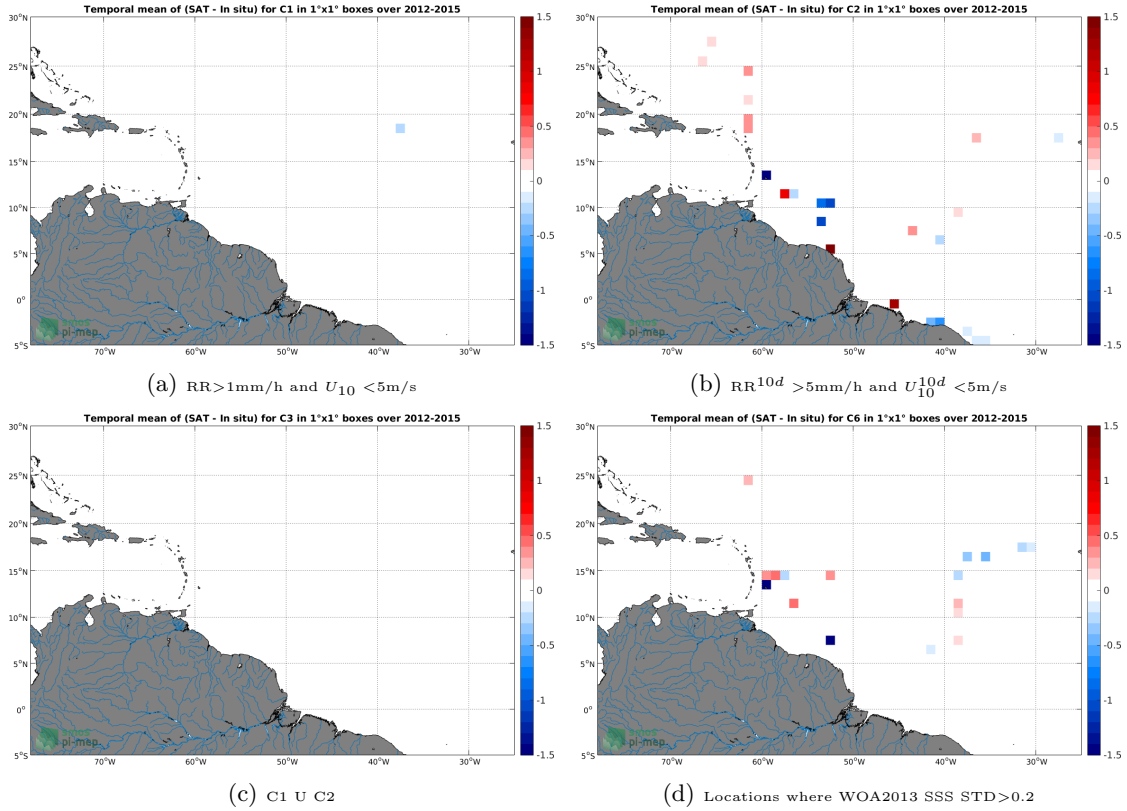 Temporal mean of (SAT - In situ) for C1 in 1°x1° boxes over 2012-2015
30°N
25°N
20°N
15°N
10°N
5°N
0°
5°S
70°W
60°W
50°W
40°W
30°W
1.5
1
0.5
0
-0.5
-1
-1.5
pi-mep
(a) RR>1mm/h and U10 <5m/s
Temporal mean of (SAT - In situ) for C2 in 1°x1° boxes over 2012-2015
30°N
25°N
20°N
15°N
10°N
5°N
0°
5°S
70°W
60°W
50°W
40°W
30°W
1.5
1
0.5
0
-0.5
-1
-1.5
pi-mep
(b) RR10d >5mm/h and U10d10 <5m/s
Temporal mean of (SAT - In situ) for C3 in 1°x1° boxes over 2012-2015
30°N
25°N
20°N
15°N
10°N
5°N
0°
5°S
70°W
60°W
50°W
40°W
30°W
1.5
1
0.5
0
-0.5
-1
-1.5
pi-mep
(c) C1 U C2
Temporal mean of (SAT - In situ) for C6 in 1°x1° boxes over 2012-2015
30°N
25°N
20°N
15°N
10°N
5°N
0°
5°S
70°W
60°W
50°W
40°W
30°W
1.5
1
0.5
0
-0.5
-1
-1.5
pi-mep
(d) Locations where WOA2013 SSS STD>0.2